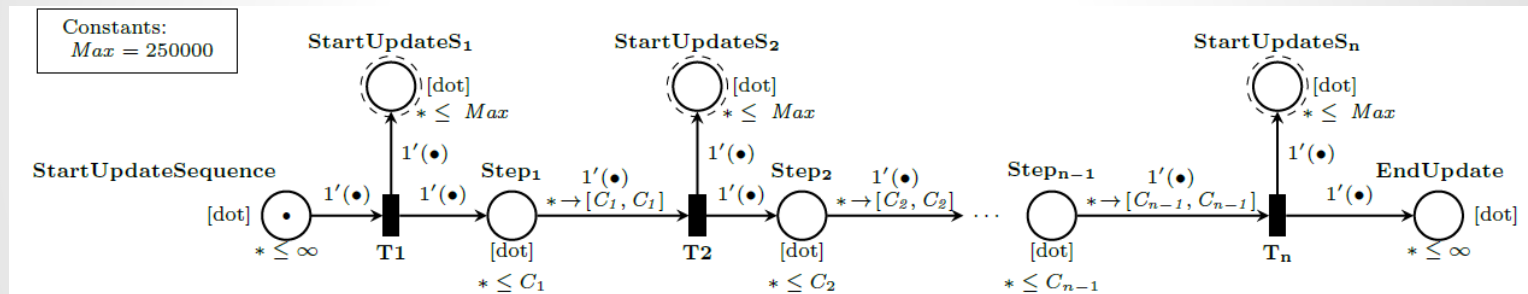 Constants:
Max = 250000
StartUpdateS₁
StartUpdateS₂
StartUpdateSₙ
[dot]
[dot]
[dot]
∗ ≤ Max
∗ ≤ Max
∗ ≤ Max
1′(•)
1′(•)
1′(•)
StartUpdateSequence
Step₁
Step₂
Stepₙ₋₁
EndUpdate
1′(•)
1′(•)
1′(•)
1′(•)
1′(•)
1′(•)
1′(•)
∗→[C₁, C₁]
∗→[C₂, C₂]
∗→[Cₙ₋₁, Cₙ₋₁]
[dot]
•
···
[dot]
∗ ≤ ∞
T1
[dot]
T2
[dot]
[dot]
Tₙ
∗ ≤ ∞
∗ ≤ C₁
∗ ≤ C₂
∗ ≤ Cₙ₋₁